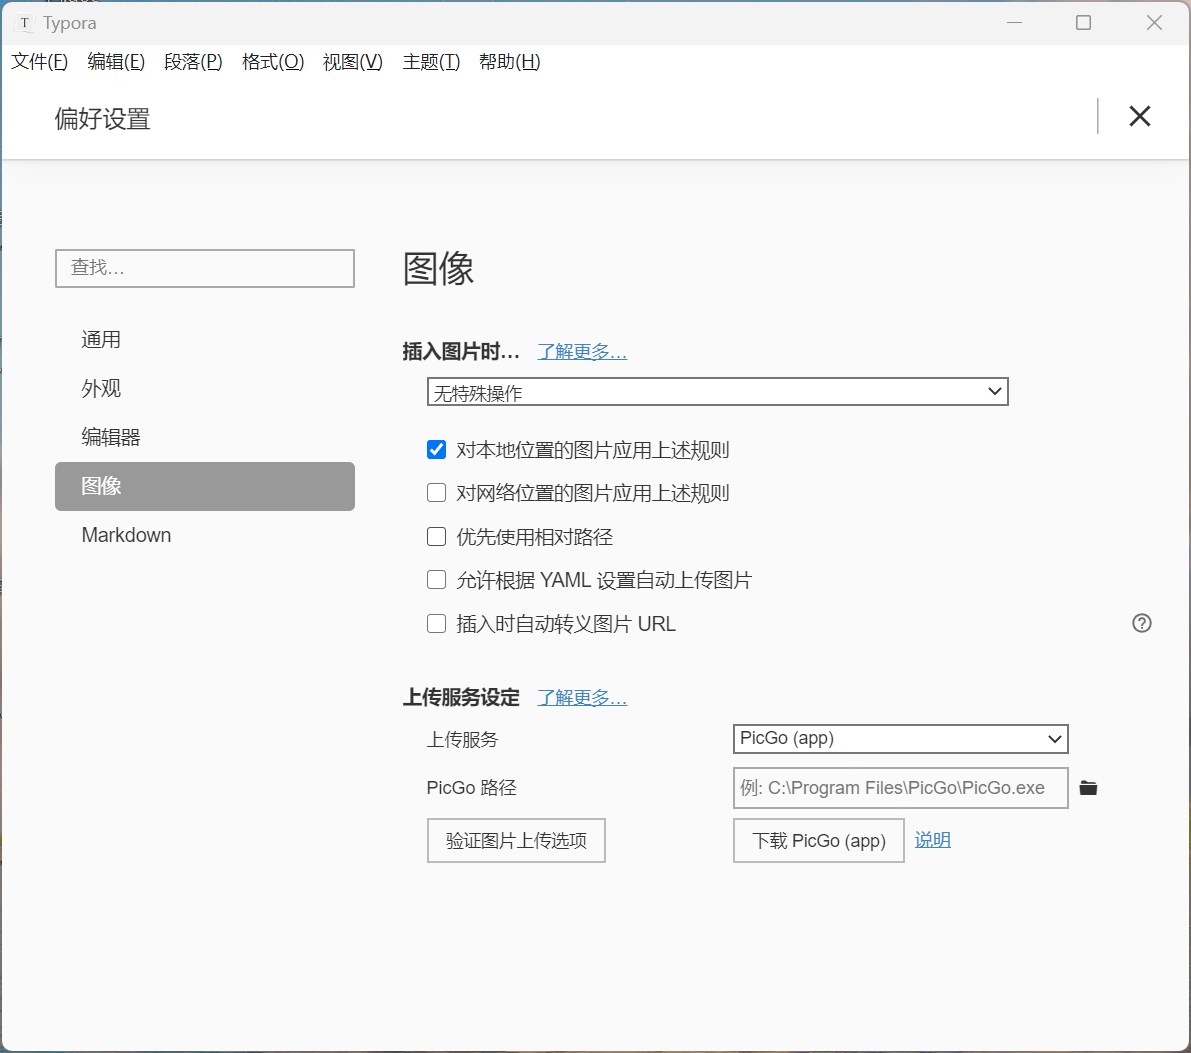 Typora
文件(F) 编辑(E) 段落(P) 格式(O) 视图(V) 主题(T) 帮助(H)
偏好设置
查找…
通用
外观
编辑器
图像
Markdown
图像
插入图片时… 了解更多…
无特殊操作
对本地位置的图片应用上述规则
对网络位置的图片应用上述规则
优先使用相对路径
允许根据 YAML 设置自动上传图片
插入时自动转义图片 URL
上传服务设定 了解更多…
上传服务 PicGo (app)
PicGo 路径 例: C:\Program Files\PicGo\PicGo.exe
验证图片上传选项 下载 PicGo (app) 说明